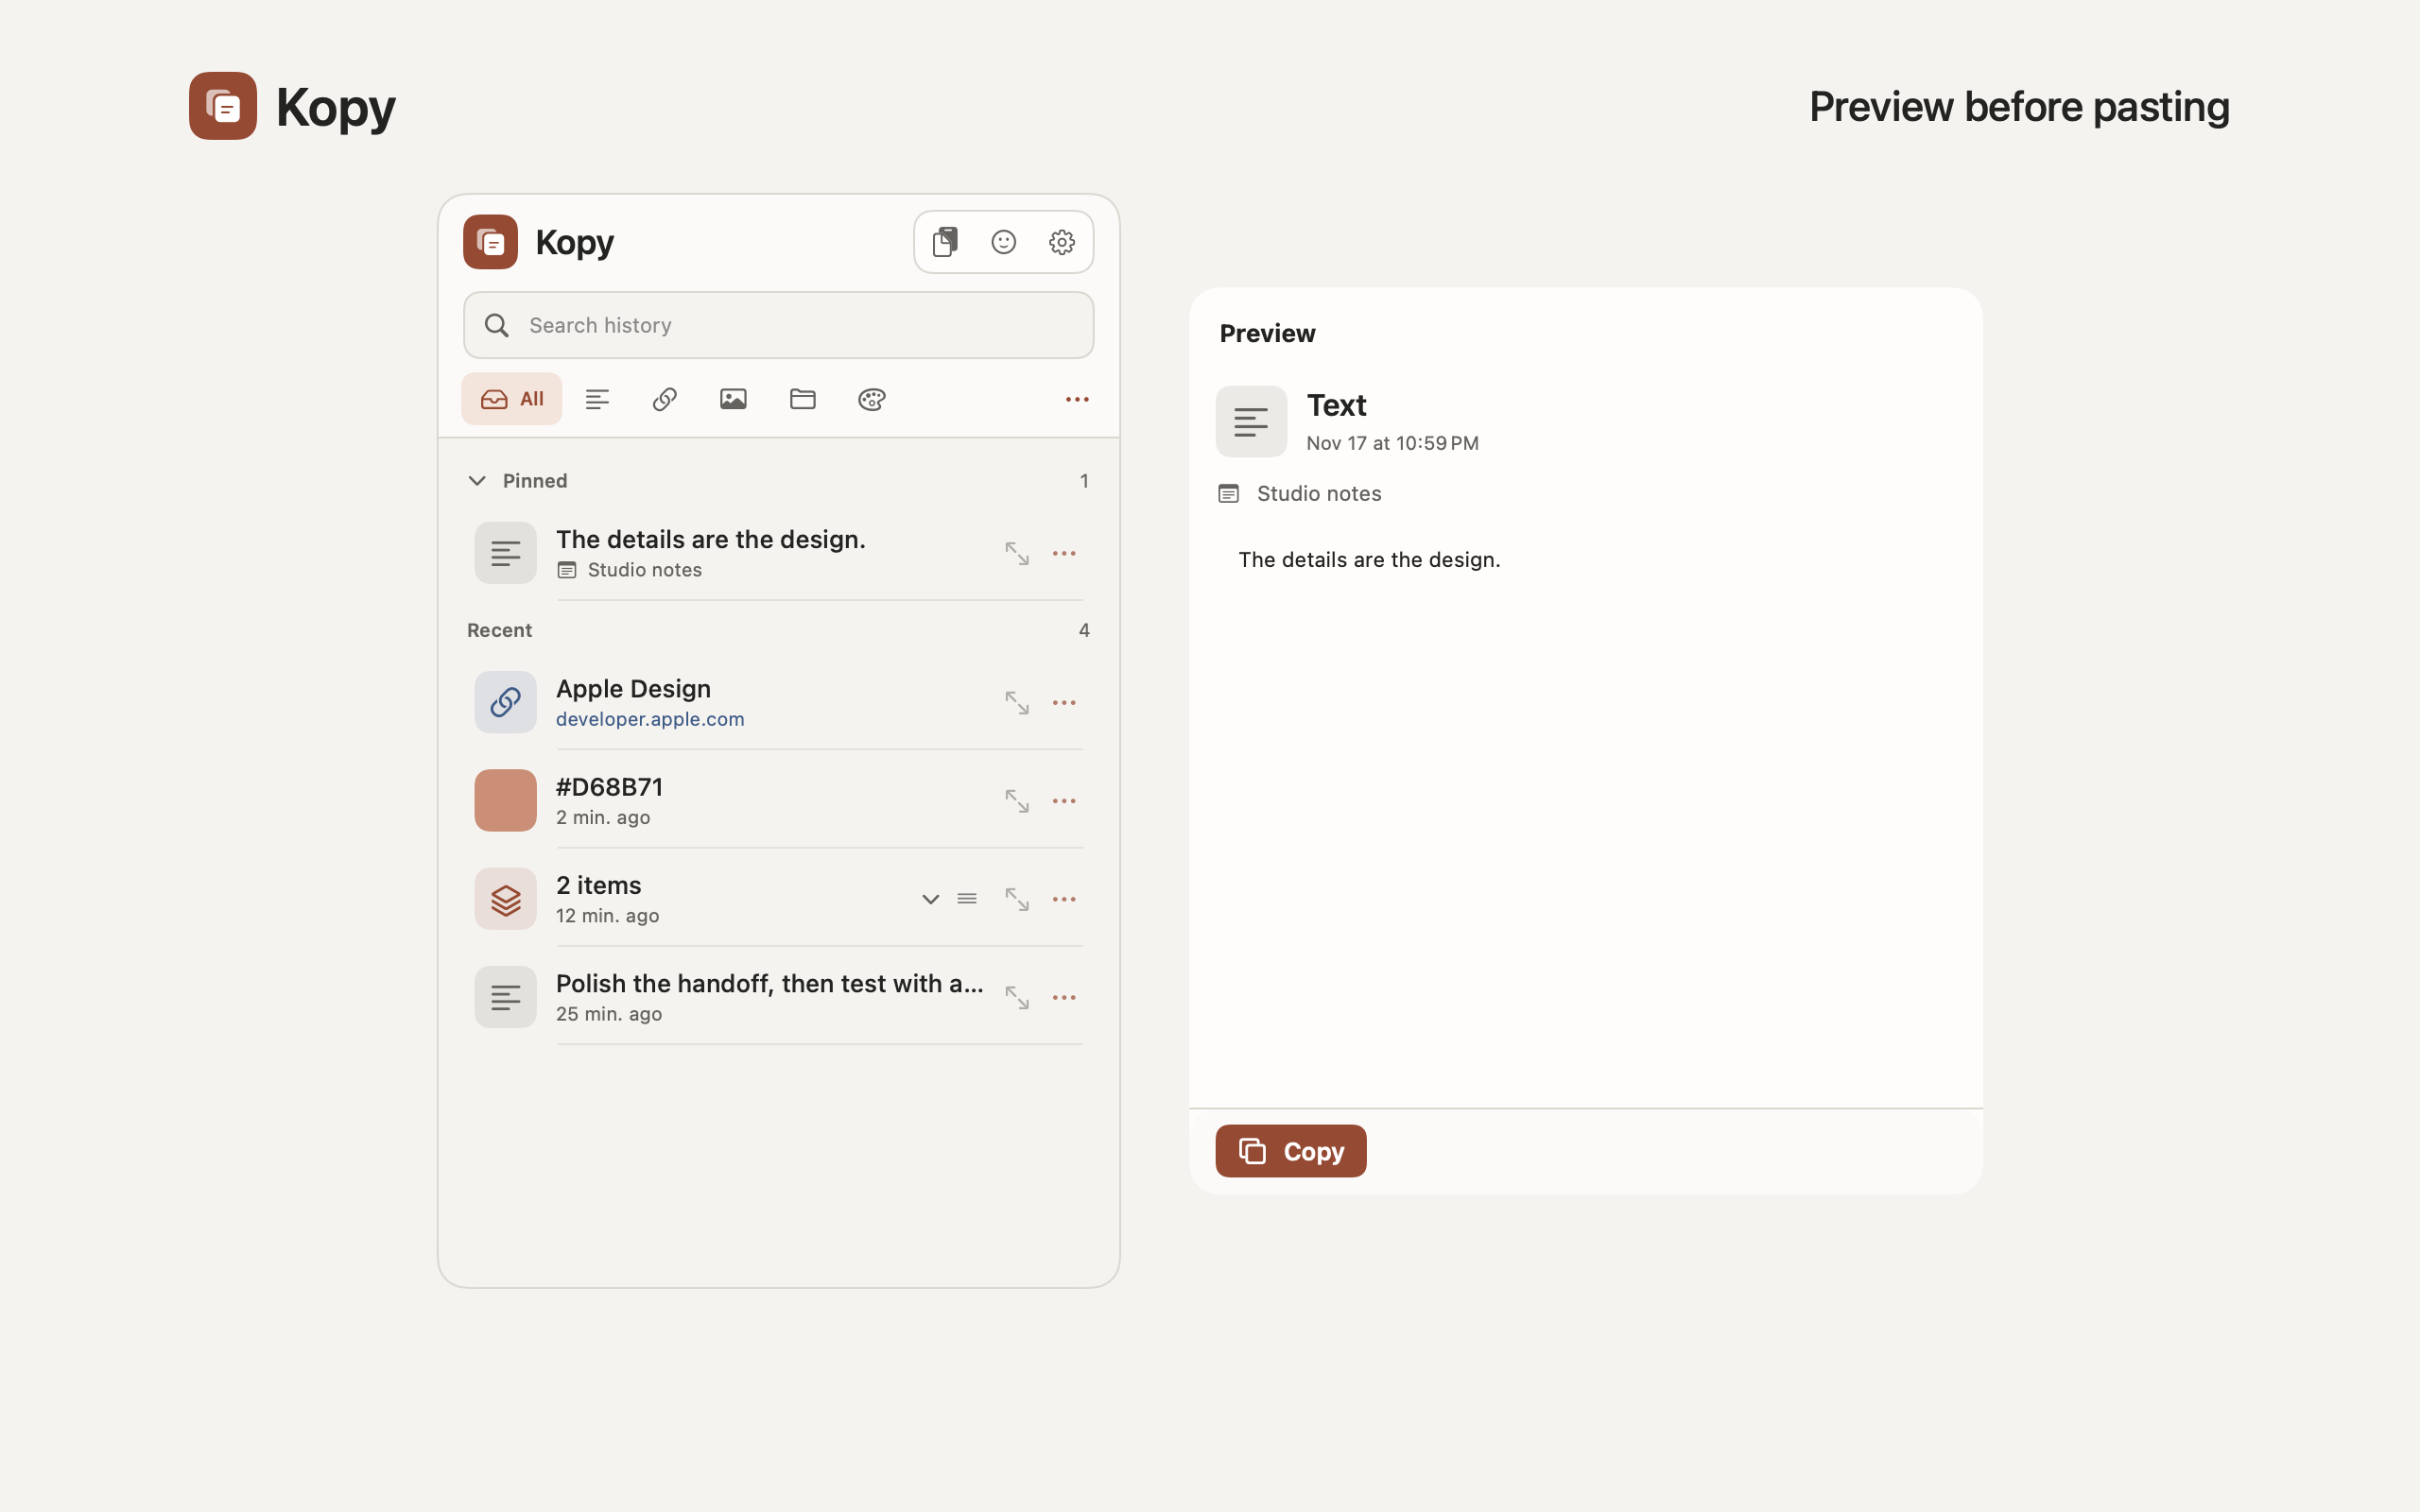 Kopy
Preview before pasting
Kopy
Search history
All
Pinned
1
The details are the design.
Studio notes
Recent
4
Apple Design
developer.apple.com
#D68B71
2 min. ago
2 items
12 min. ago
Polish the handoff, then test with a...
25 min. ago
Preview
Text
Nov 17 at 10:59 PM
Studio notes
The details are the design.
Copy